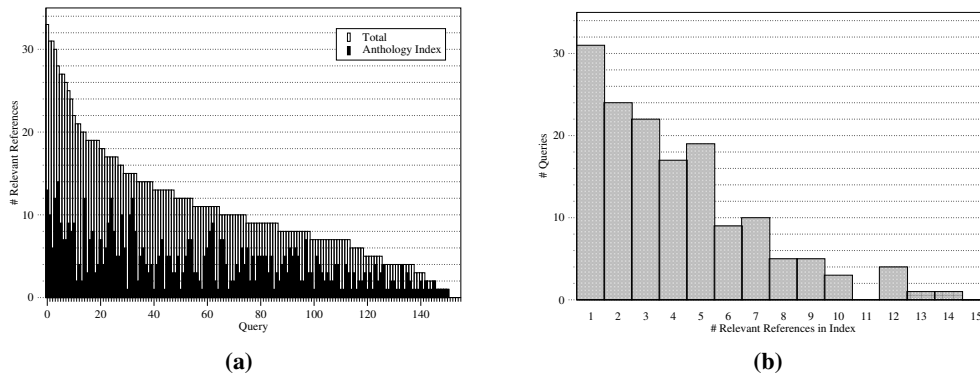 Total
Anthology Index
# Relevant References
30
20
10
0
0 20 40 60 80 100 120 140
Query
(a)
# Queries
30
20
10
0
1 2 3 4 5 6 7 8 9 10 11 12 13 14 15
# Relevant References in Index
(b)